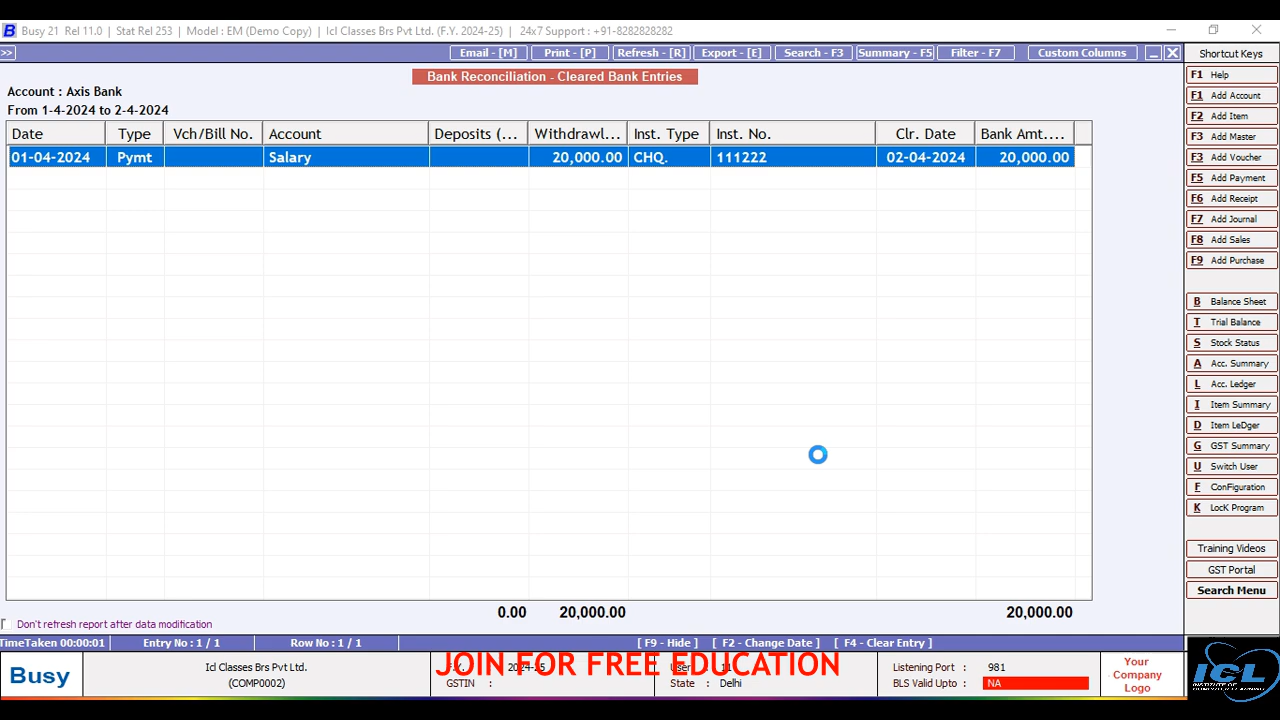 Busy 21 Rel 11.0 | Stat Rel 253 | Model : EM (Demo Copy) | Icl Classes Brs Pvt Ltd. (F.Y. 2024-25) | 24x7 Support : +91-8282828282
>> Email - [M] Print - [P] Refresh - [R] Export - [E] Search - F3 Summary - F5 Filter - F7 Custom Columns
Bank Reconciliation - Cleared Bank Entries
Account : Axis Bank
From 1-4-2024 to 2-4-2024
Date Type Vch/Bill No. Account Deposits (... Withdrawl... Inst. Type Inst. No. Clr. Date Bank Amt....
01-04-2024 Pymt Salary 20,000.00 CHQ. 111222 02-04-2024 20,000.00
0.00 20,000.00 20,000.00
Don't refresh report after data modification
TimeTaken 00:00:01 Entry No : 1 / 1 Row No : 1 / 1 [ F9 - Hide ] [ F2 - Change Date ] [ F4 - Clear Entry ]
Shortcut Keys
F1 Help
F1 Add Account
F2 Add Item
F3 Add Master
F3 Add Voucher
F5 Add Payment
F6 Add Receipt
F7 Add Journal
F8 Add Sales
F9 Add Purchase
B Balance Sheet
T Trial Balance
S Stock Status
A Acc. Summary
L Acc. Ledger
I Item Summary
D Item LeDger
G GST Summary
U Switch User
F ConFiguration
K LocK Program
Training Videos
GST Portal
Search Menu
Busy
Icl Classes Brs Pvt Ltd.
(COMP0002)
2024-25
GSTIN :
JOIN FOR FREE EDUCATION
State : Delhi
Listening Port : 981
BLS Valid Upto : NA
Your
Company
Logo
ICL